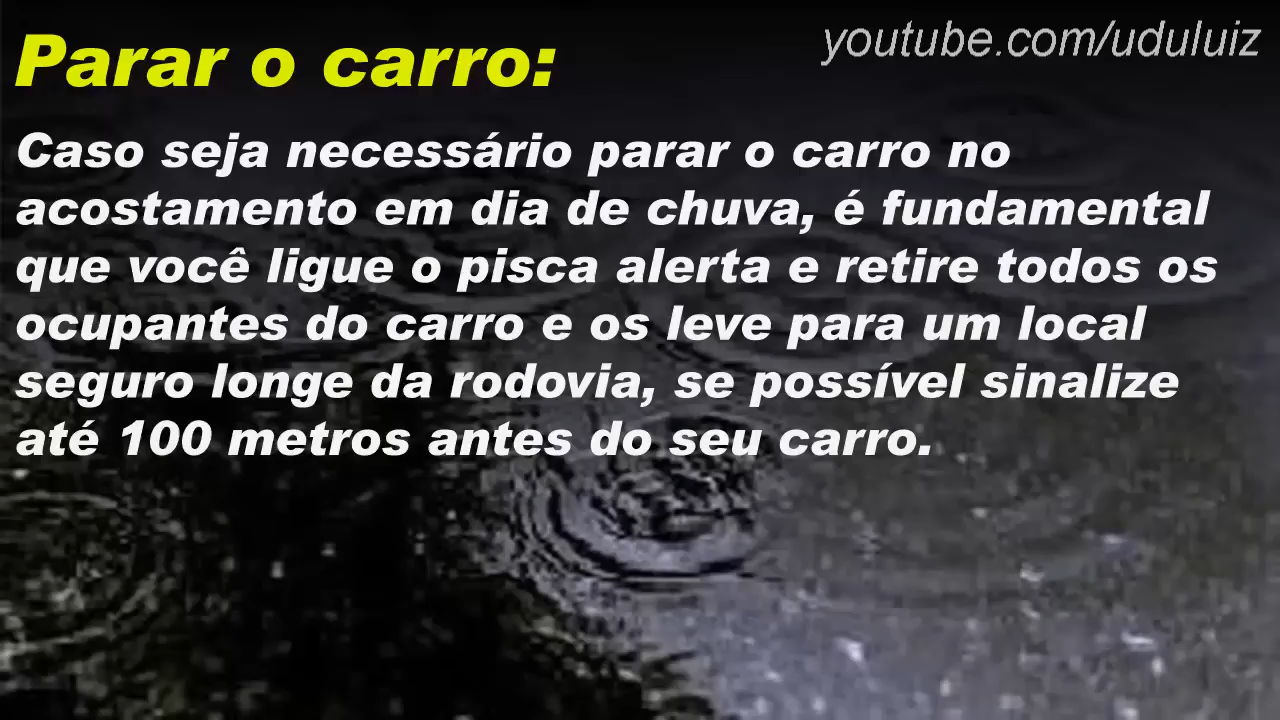 youtube.com/uduluiz
Parar o carro:
Caso seja necessário parar o carro no
acostamento em dia de chuva, é fundamental
que você ligue o pisca alerta e retire todos os
ocupantes do carro e os leve para um local
seguro longe da rodovia, se possível sinalize
até 100 metros antes do seu carro.